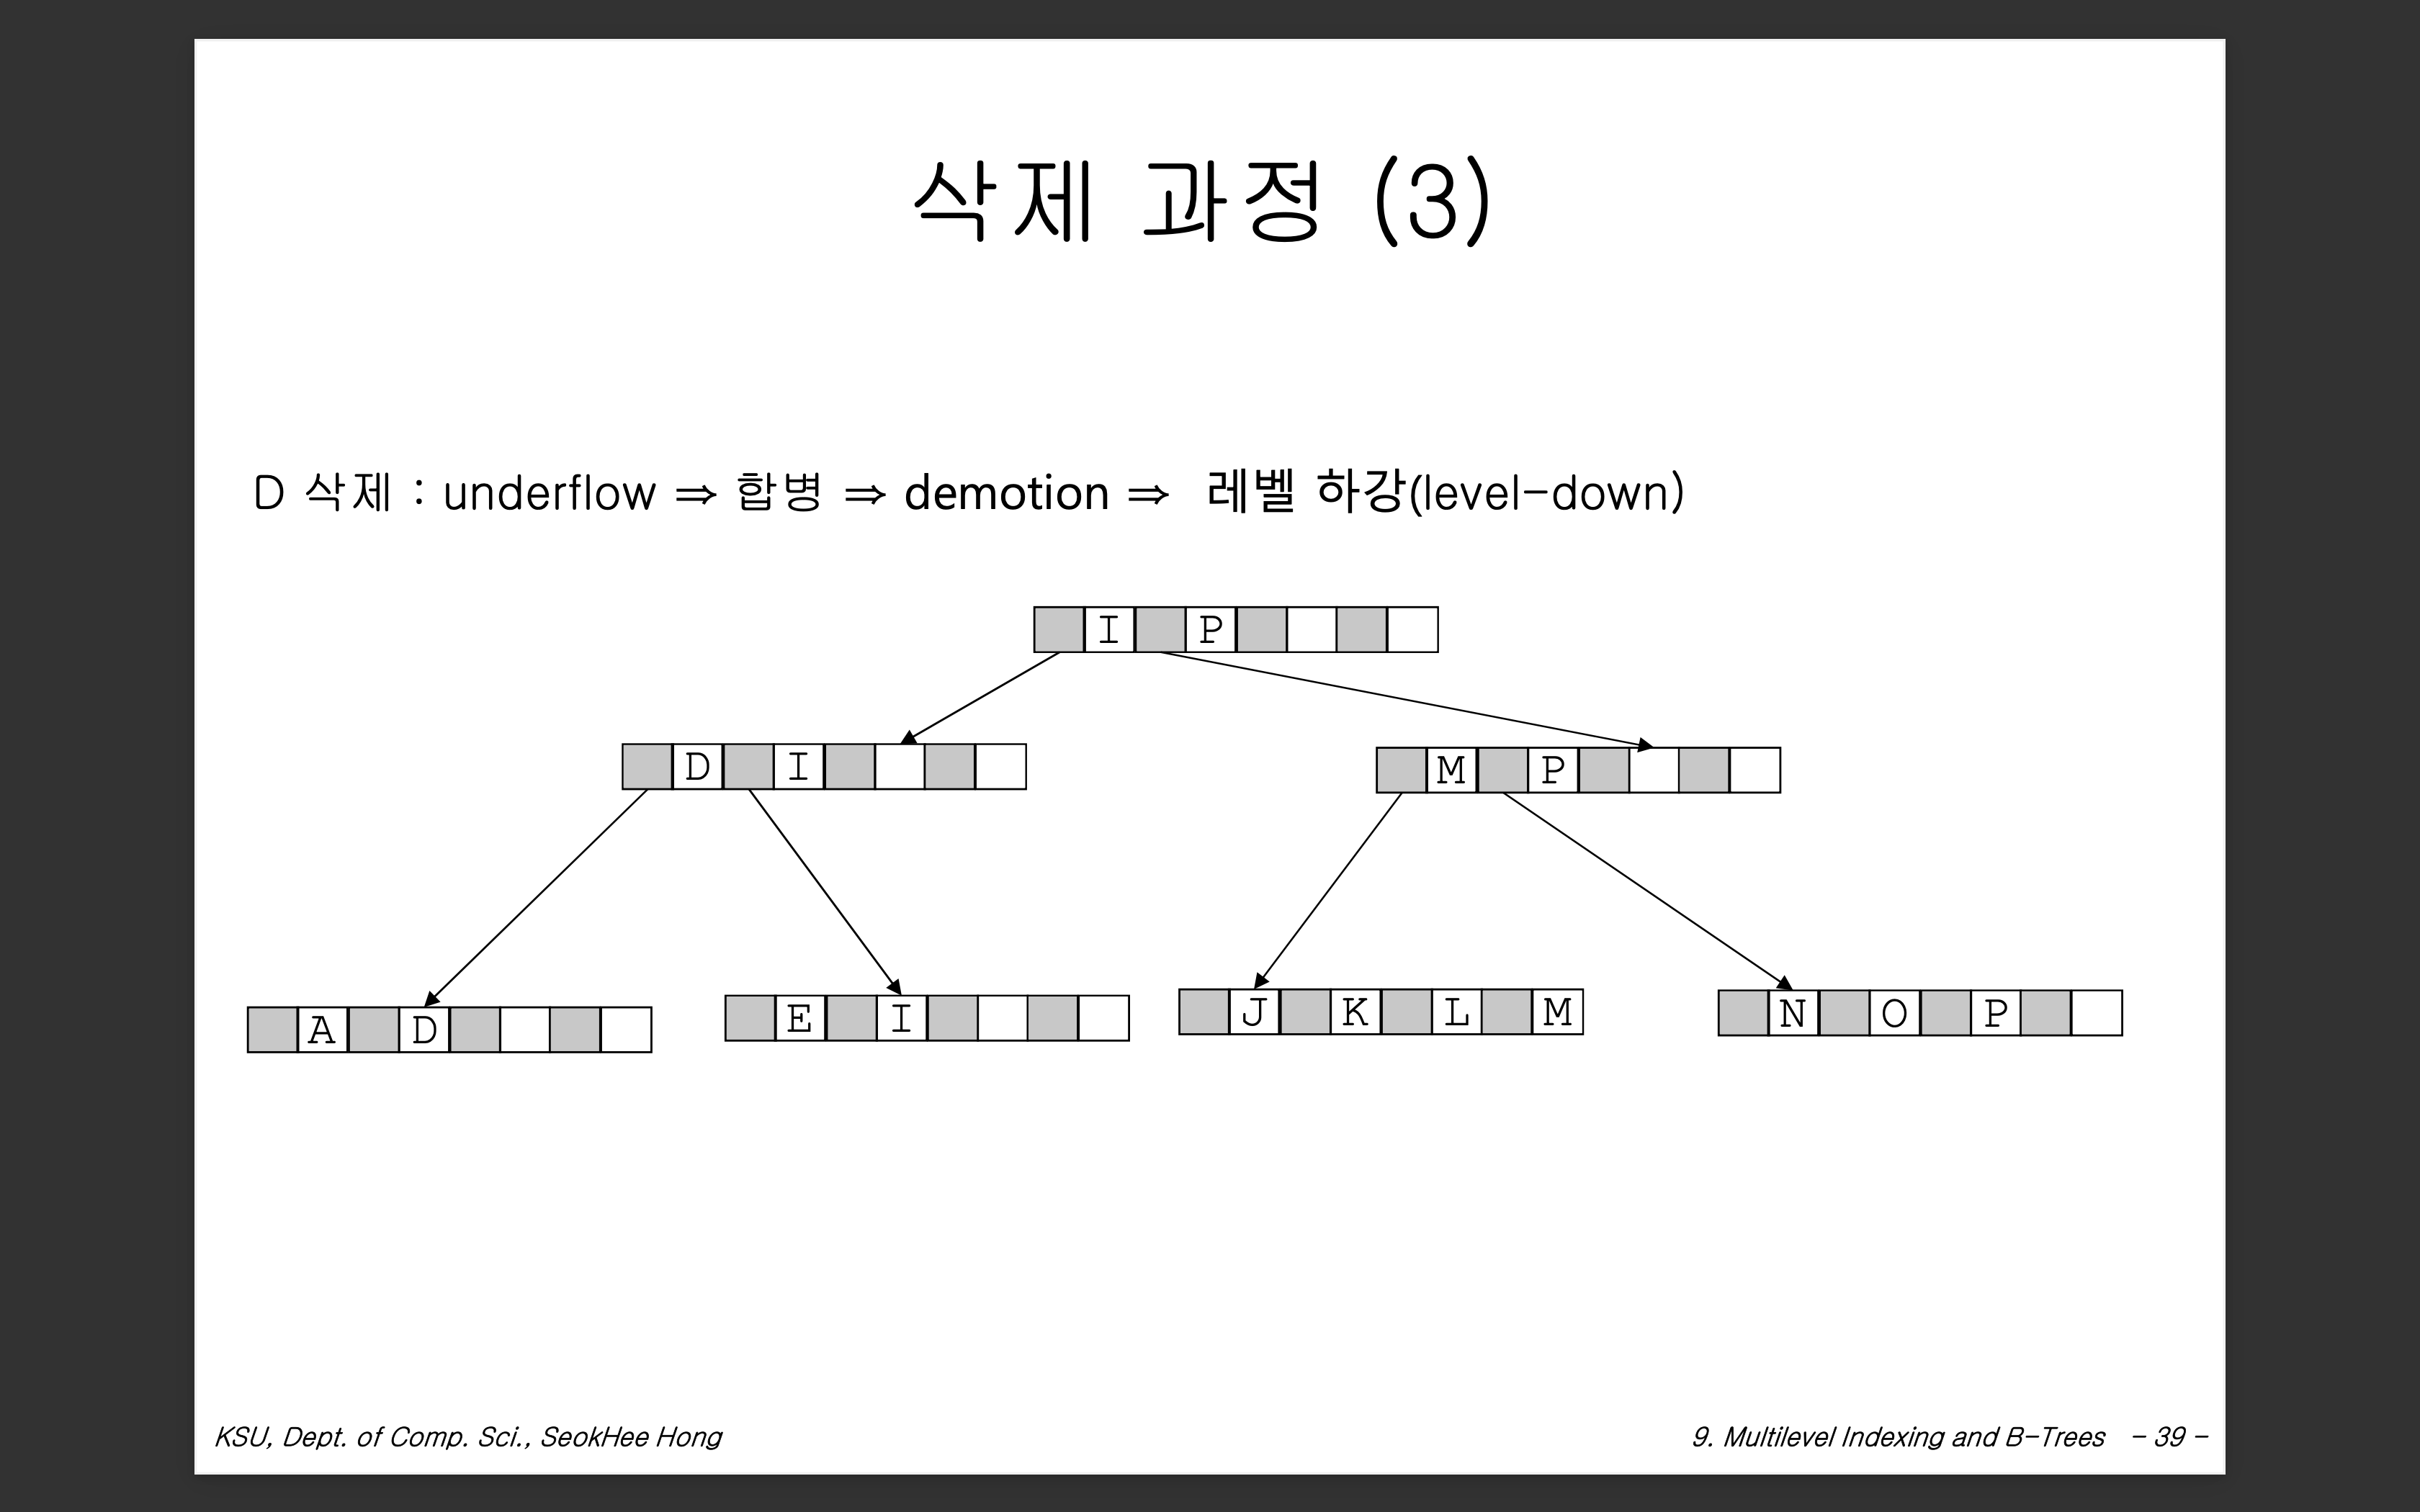 삭제 과정 (3)
D 삭제 : underflow ⇒ 합병 ⇒ demotion ⇒ 레벨 하강(level-down)
I P
D I
M P
A D
E I
J K L M
N O P
KSU, Dept. of Comp. Sci., SeokHee Hong
9. Multilevel Indexing and B-Trees - 39 -